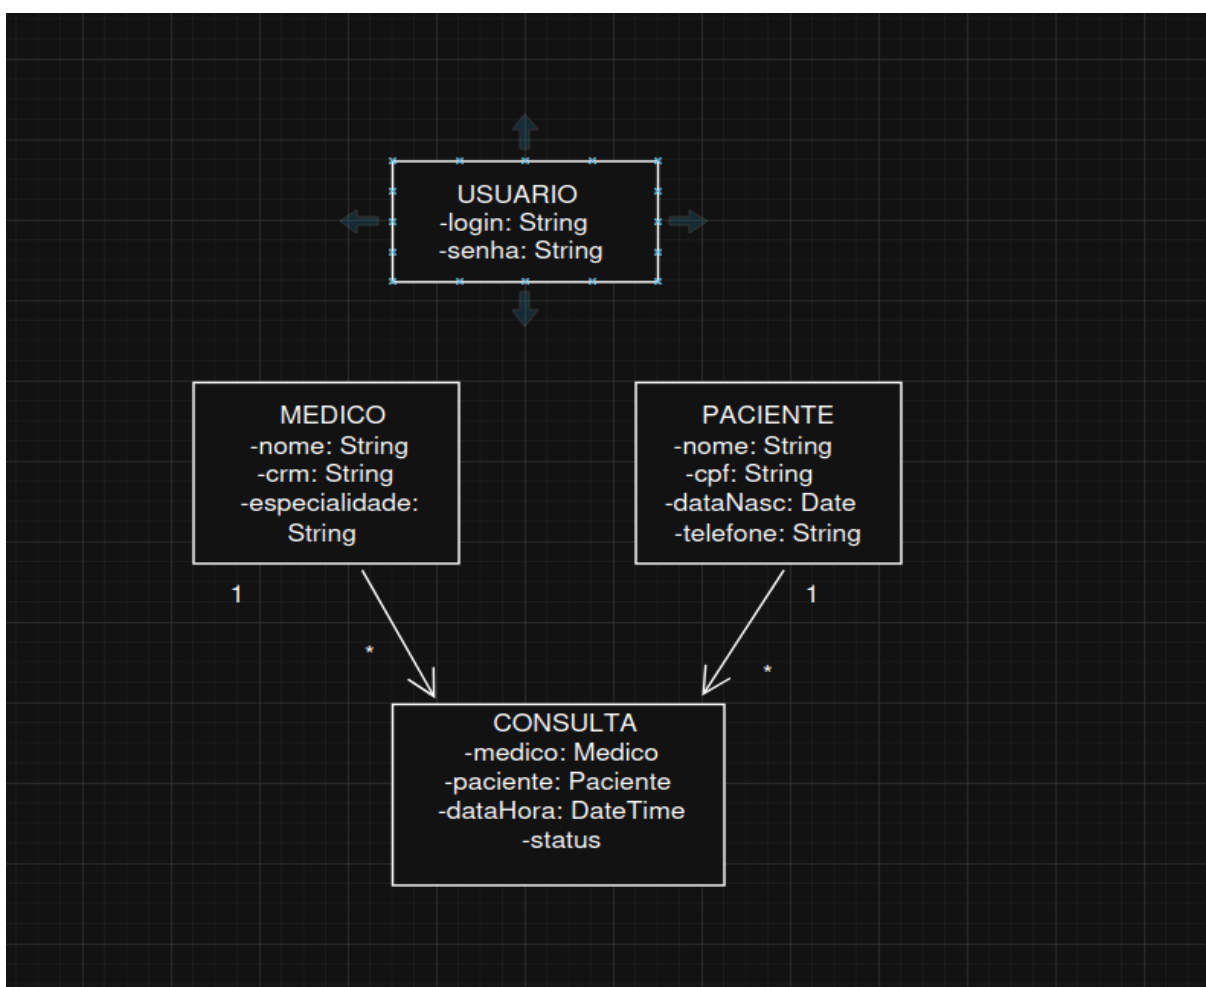 USUARIO
-login: String
-senha: String
MEDICO
-nome: String
-crm: String
-especialidade:
String
PACIENTE
-nome: String
-cpf: String
-dataNasc: Date
-telefone: String
1
1
*
*
CONSULTA
-medico: Medico
-paciente: Paciente
-dataHora: DateTime
-status